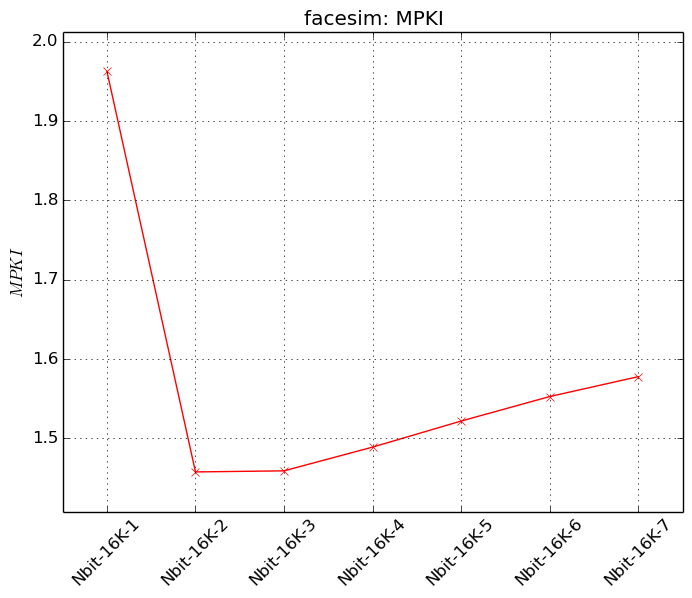 facesim: MPKI
2.0
1.9
1.8
1.7
1.6
1.5
MPKI
Nbit-16K-1
Nbit-16K-2
Nbit-16K-3
Nbit-16K-4
Nbit-16K-5
Nbit-16K-6
Nbit-16K-7